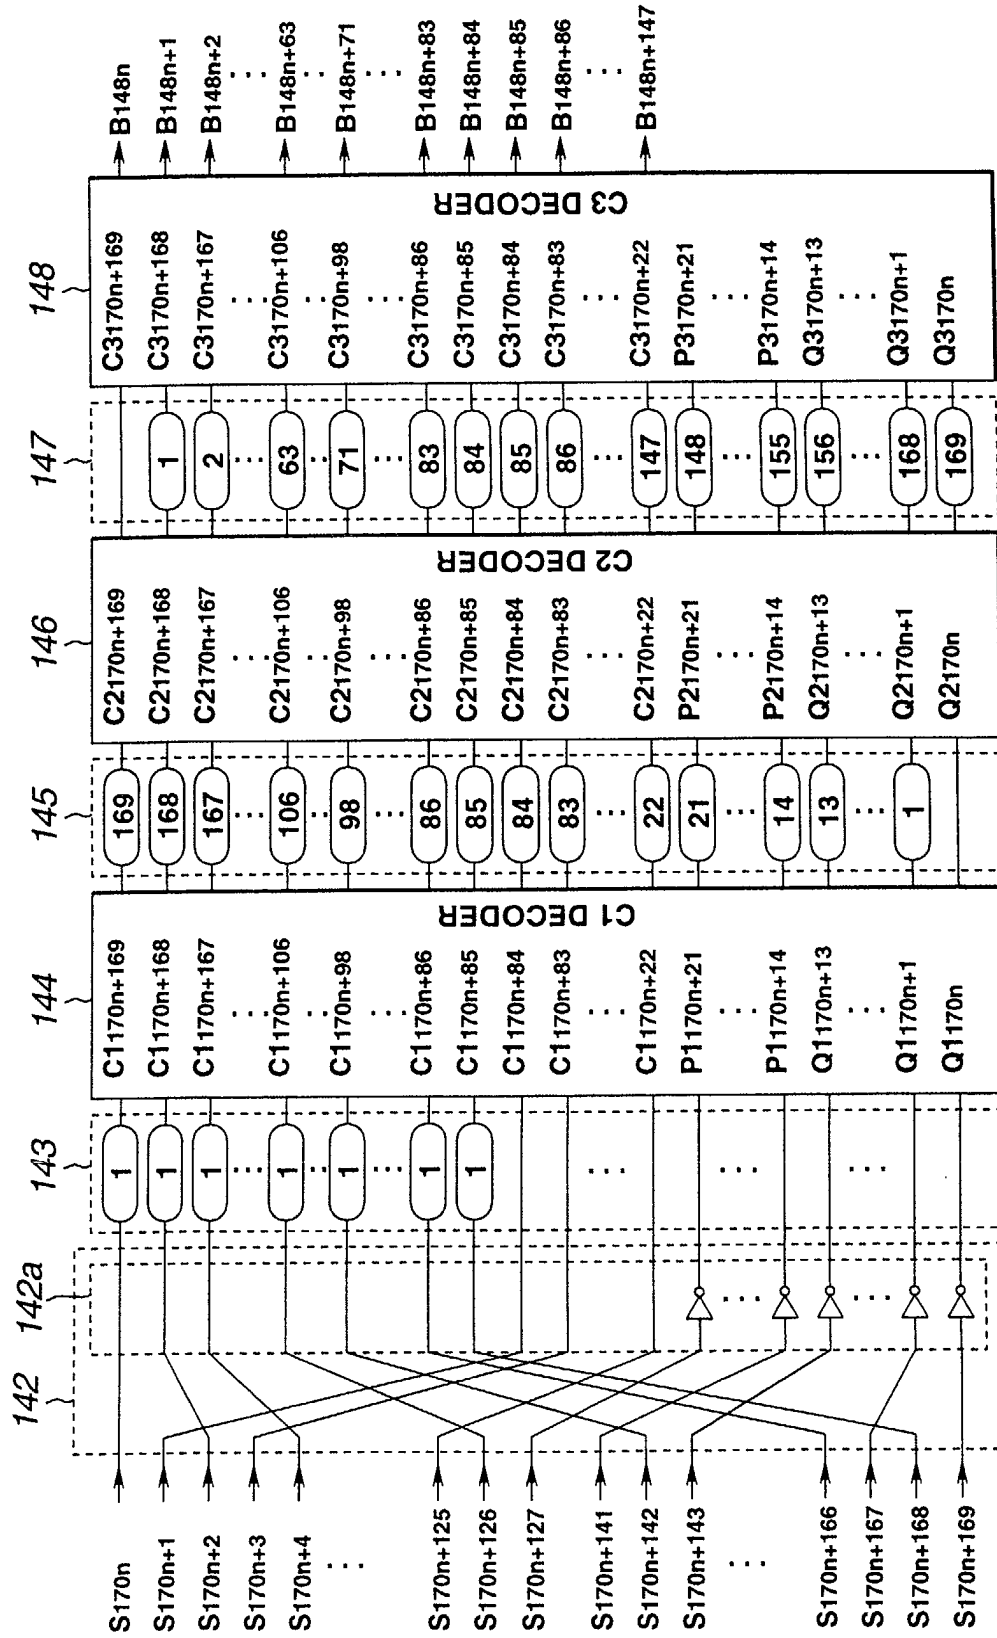 142
142a
143
144
145
146
147
148
S170n
S170n+1
S170n+2
S170n+3
S170n+4
...
S170n+125
S170n+126
S170n+127
S170n+141
S170n+142
S170n+143
...
S170n+166
S170n+167
S170n+168
S170n+169
1
1
1
...
1
..
1
...
1
1
...
...
...
...
...
C1170n+169
C1170n+168
C1170n+167
...
C1170n+106
...
C1170n+98
...
C1170n+86
C1170n+85
C1170n+84
C1170n+83
...
C1170n+22
P1170n+21
...
P1170n+14
Q1170n+13
...
Q1170n+1
Q1170n
C1 DECODER
169
168
167
...
106
..
98
...
86
85
84
83
...
22
21
...
14
13
...
1
C2170n+169
C2170n+168
C2170n+167
...
C2170n+106
...
C2170n+98
...
C2170n+86
C2170n+85
C2170n+84
C2170n+83
...
C2170n+22
P2170n+21
...
P2170n+14
Q2170n+13
...
Q2170n+1
Q2170n
C2 DECODER
1
2
...
63
..
71
...
83
84
85
86
...
147
148
...
155
156
...
168
169
C3170n+169
C3170n+168
C3170n+167
...
C3170n+106
...
C3170n+98
...
C3170n+86
C3170n+85
C3170n+84
C3170n+83
...
C3170n+22
P3170n+21
...
P3170n+14
Q3170n+13
...
Q3170n+1
Q3170n
C3 DECODER
B148n
B148n+1
B148n+2
...
B148n+63
..
B148n+71
...
B148n+83
B148n+84
B148n+85
B148n+86
...
B148n+147